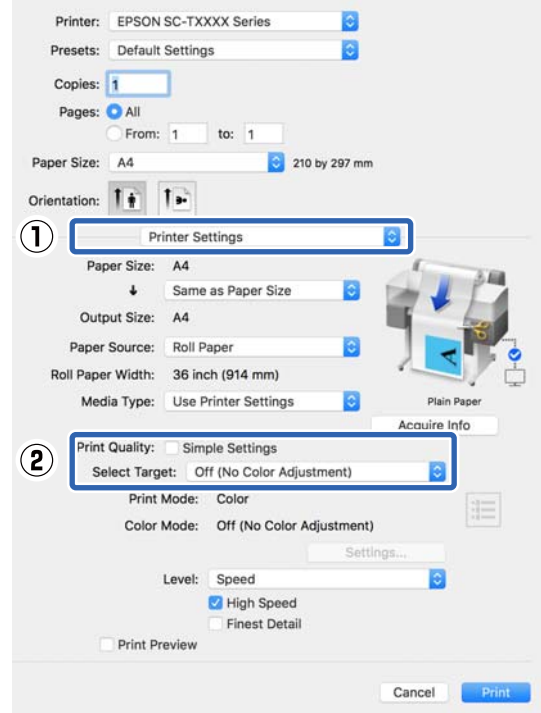 Printer: EPSON SC-TXXXX Series
Presets: Default Settings
Copies: 1
Pages: All
From: 1 to: 1
Paper Size: A4 210 by 297 mm
Orientation:
1 Printer Settings
Paper Size: A4
Same as Paper Size
Output Size: A4
Paper Source: Roll Paper
Roll Paper Width: 36 inch (914 mm)
Media Type: Use Printer Settings
A
Plain Paper
Acquire Info
2 Print Quality: Simple Settings
Select Target: Off (No Color Adjustment)
Print Mode: Color
Color Mode: Off (No Color Adjustment)
Settings...
Level: Speed
High Speed
Finest Detail
Print Preview
Cancel Print